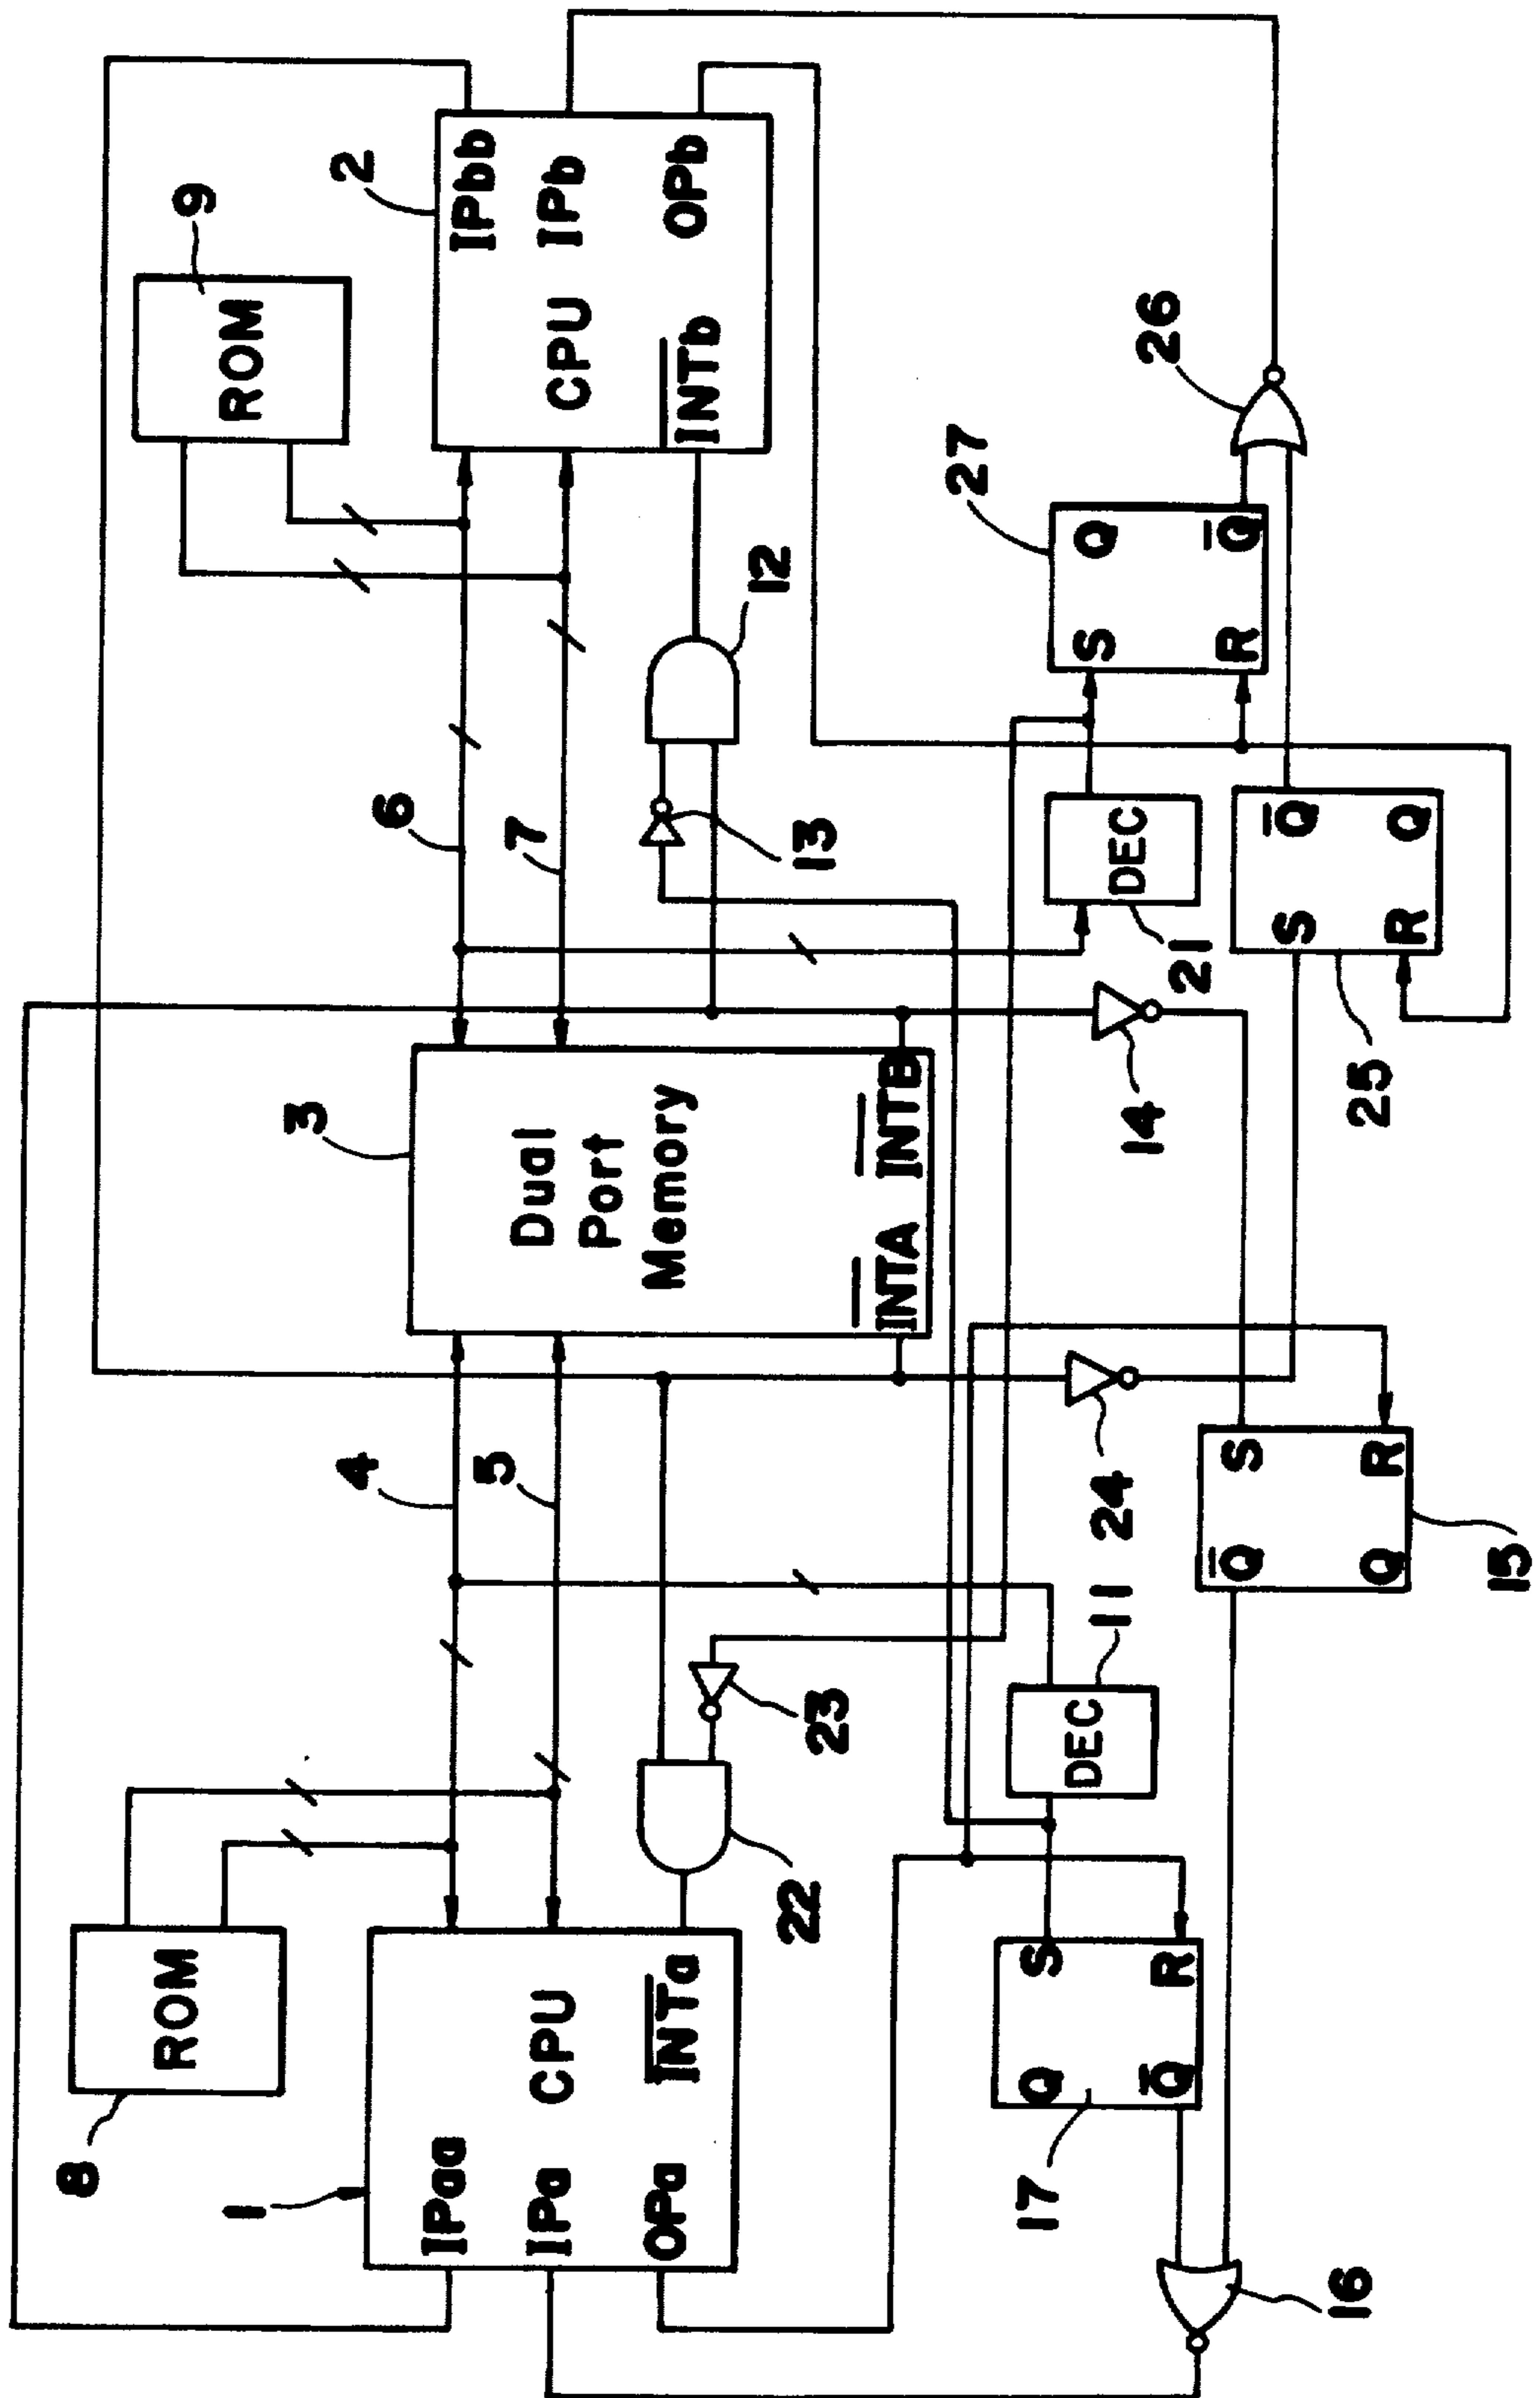 8
ROM
1
IPaa
IPa
CPU
OPa
INTa
22
23
4
5
3
Dual
Port
Memory
INTA
INTB
6
7
13
12
9
ROM
2
IPbb
CPU
IPb
INTb
OPb
17
Q
S
Q
R
DEC
11
24
14
DEC
21
27
S
Q
R
Q
26
16
Q
S
Q
R
15
S
Q
R
Q
25